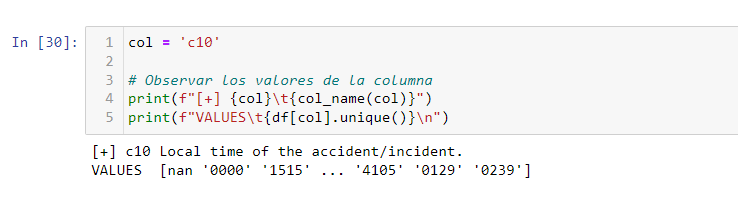 In [30]:
1 col = 'c10'
2
3 # Observar los valores de la columna
4 print(f"[+] {col}\t{col_name(col)}")
5 print(f"VALUES\t{df[col].unique()}\n")
[+] c10 Local time of the accident/incident.
VALUES  [nan '0000' '1515' ... '4105' '0129' '0239']